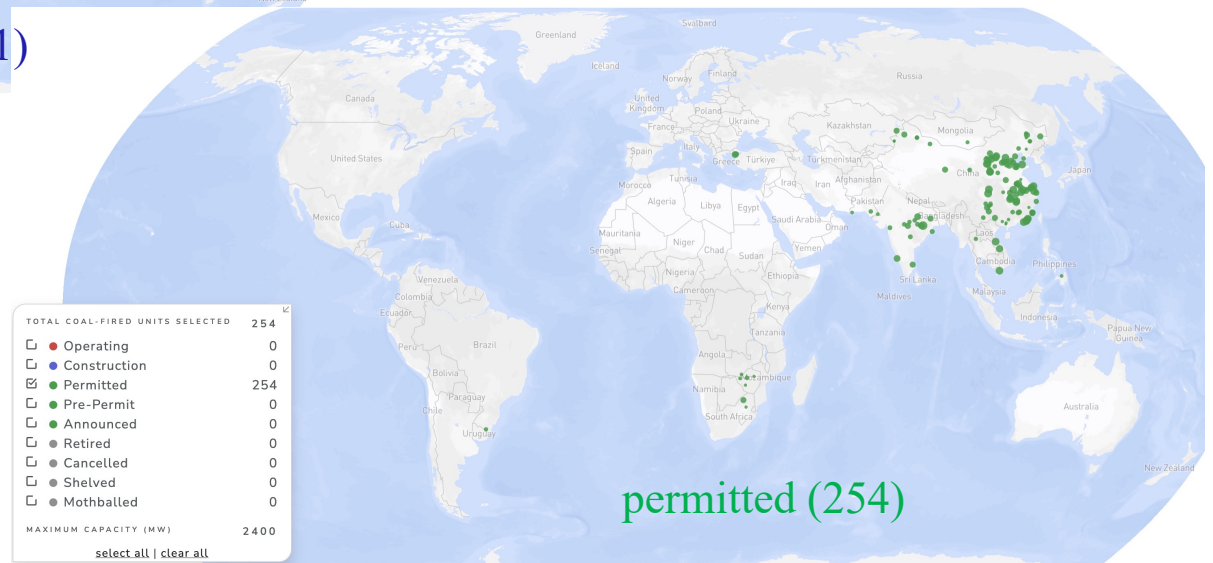 1)
Greenland
Svalbard
Iceland
Norway
Finland
Russia
Canada
United
Kingdom
Poland
Ukraine
France
Kazakhstan
Mongolia
United States
Spain
Italy
Greece
Türkiye
Turkmenistan
China
Japan
Morocco
Tunisia
Iraq
Iran
Afghanistan
Algeria
Libya
Egypt
Pakistan
Nepal
Mexico
Cuba
Saudi Arabia
Oman
Bangladesh
Mauritania
Niger
Chad
Sudan
Yemen
Laos
Senegal
Nigeria
Ethiopia
Cambodia
Philippines
Venezuela
Cameroon
Sri Lanka
Colombia
Maldives
Malaysia
Ecuador
Kenya
Indonesia
Tanzania
Papua New
Guinea
Peru
Brazil
Angola
Mozambique
Bolivia
Namibia
Paraguay
Chile
South Africa
Australia
Uruguay
New Zealand
permitted (254)
TOTAL COAL-FIRED UNITS SELECTED 254
Operating 0
Construction 0
Permitted 254
Pre-Permit 0
Announced 0
Retired 0
Cancelled 0
Shelved 0
Mothballed 0
MAXIMUM CAPACITY (MW) 2400
select all | clear all